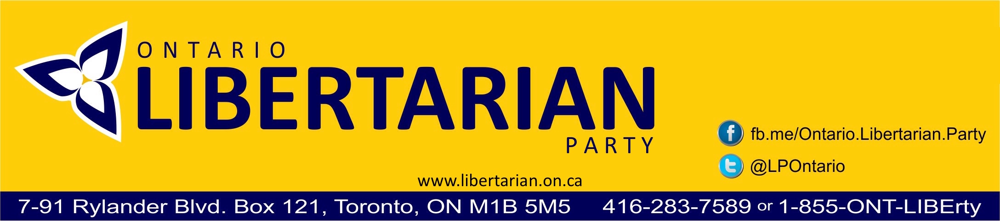 ONTARIO
LIBERTARIAN
PARTY
fb.me/Ontario.Libertarian.Party
@LPOntario
www.libertarian.on.ca
7-91 Rylander Blvd. Box 121, Toronto, ON M1B 5M5 416-283-7589 or 1-855-ONT-LIBErty